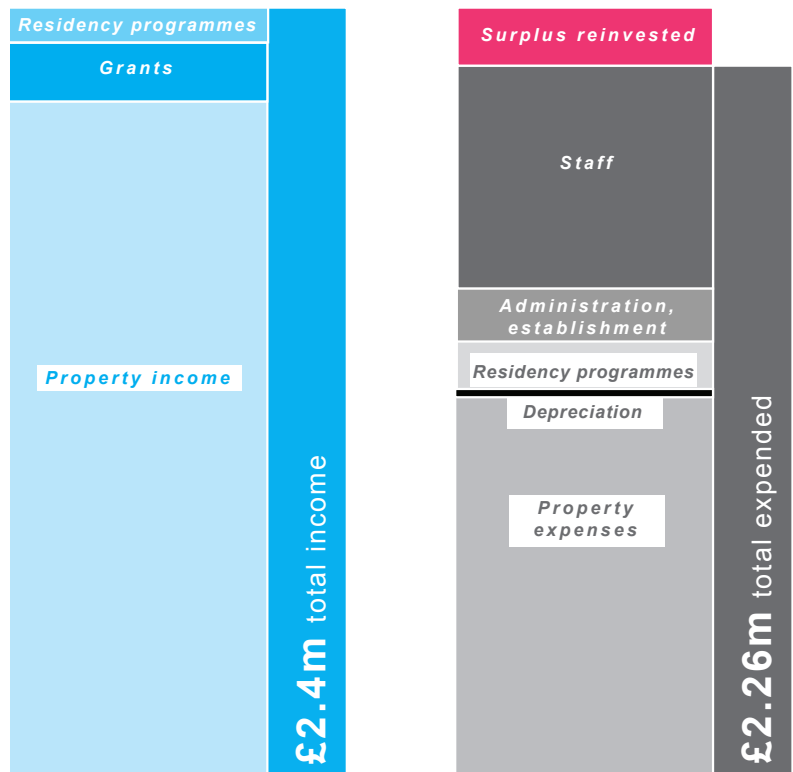 Residency programmes
Grants
Property income
£2.4m total income
Surplus reinvested
Staff
Administration,
establishment
Residency programmes
Depreciation
Property
expenses
£2.26m total expended